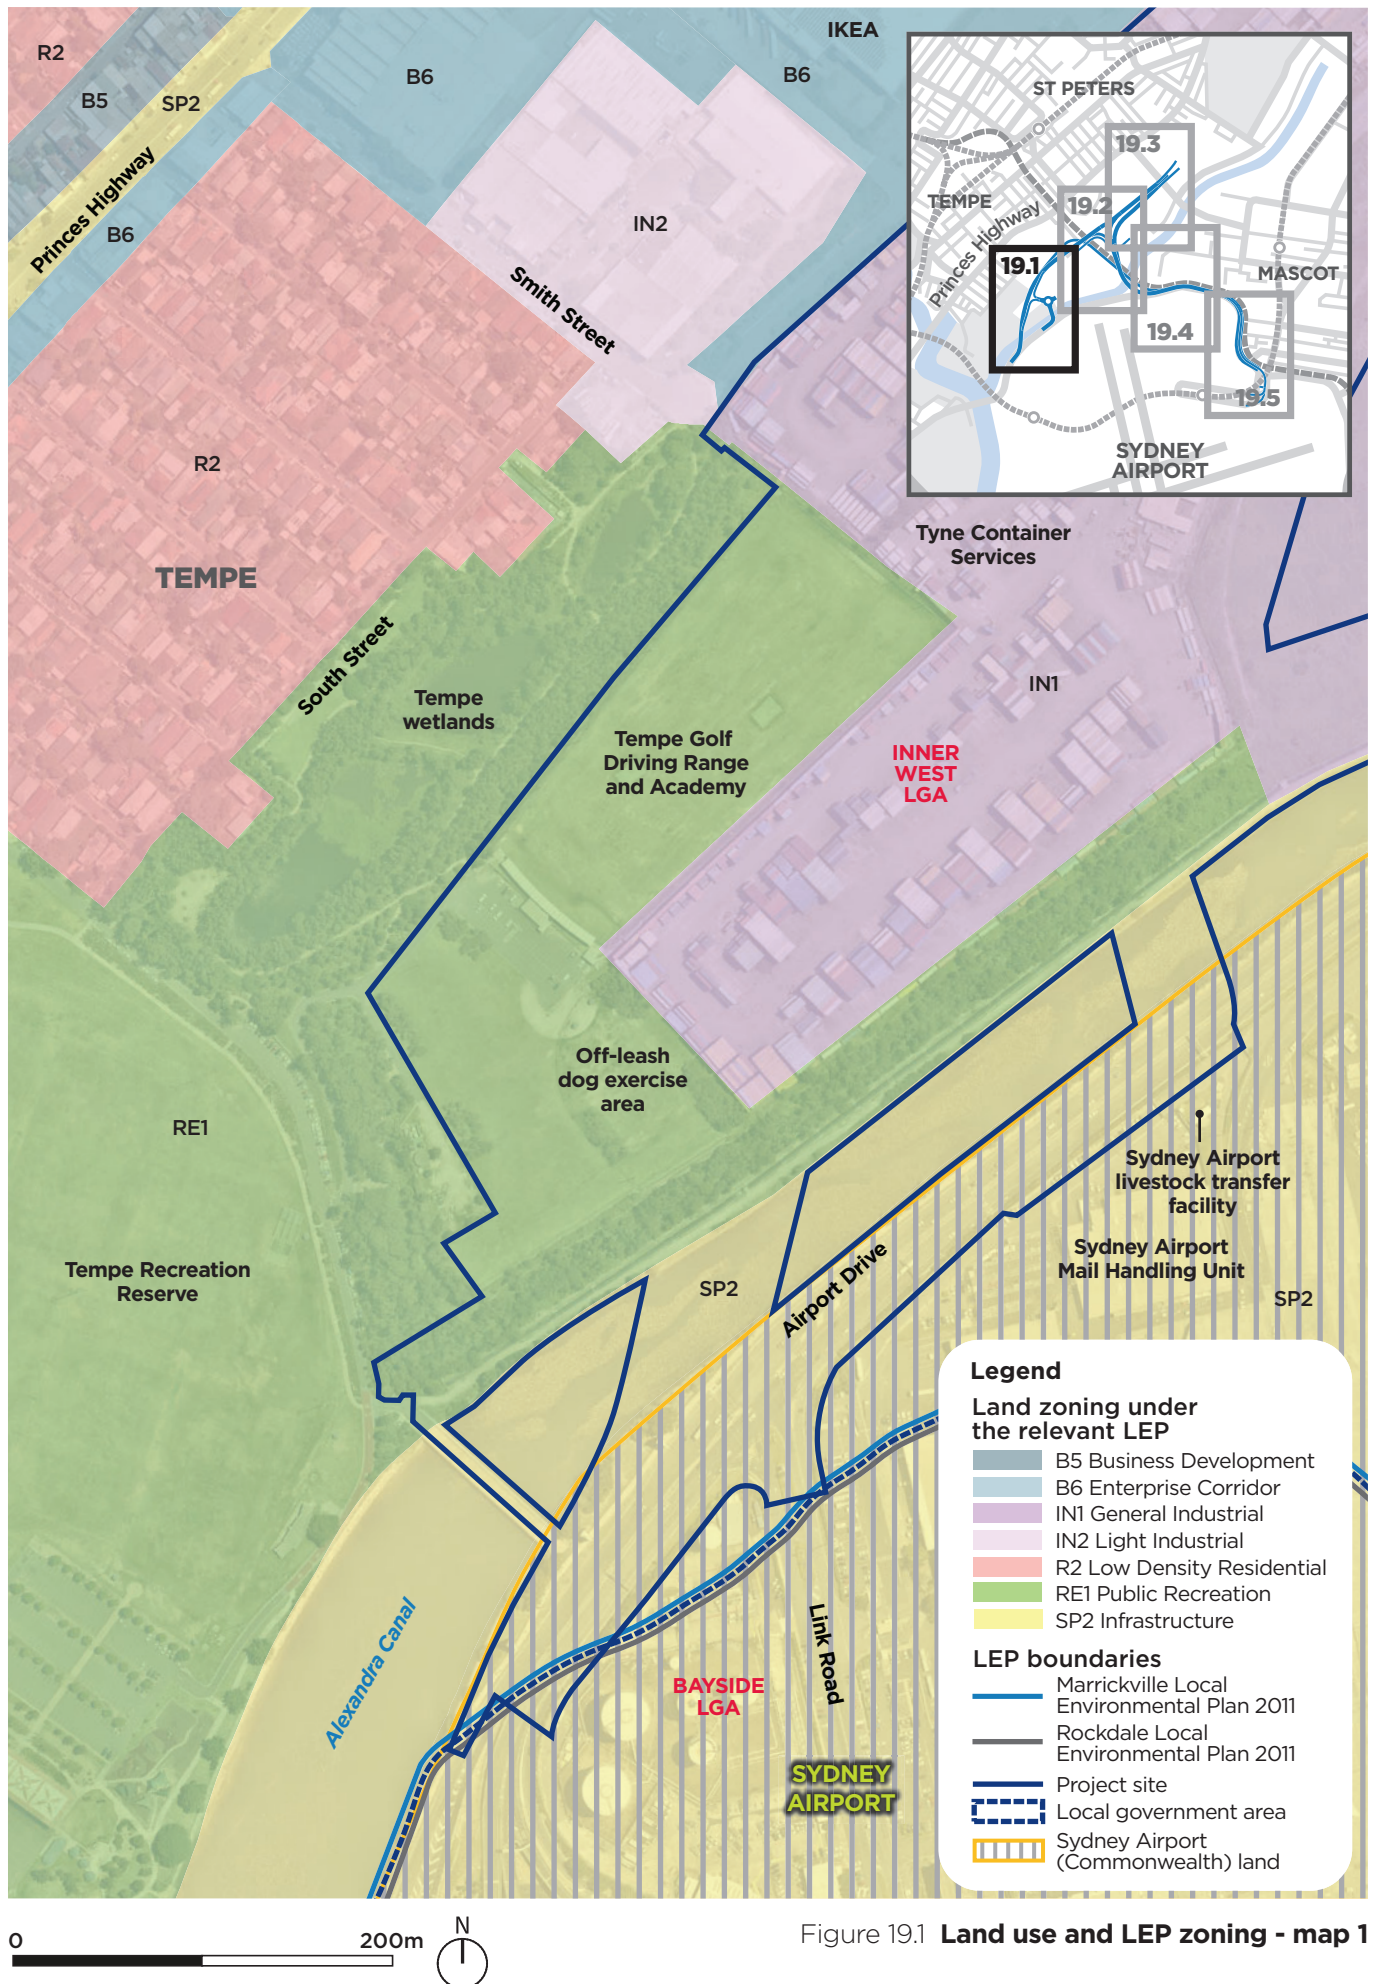 IKEA
R2
B6
B6
B5
SP2
Princes Highway
B6
IN2
Smith Street
ST PETERS
19.3
TEMPE
19.2
Princes Highway
19.1
MASCOT
19.4
19.5
SYDNEY
AIRPORT
R2
TEMPE
Tyne Container
Services
South Street
Tempe
wetlands
IN1
Tempe Golf
Driving Range
and Academy
INNER
WEST
LGA
Off-leash
dog exercise
area
RE1
Sydney Airport
livestock transfer
facility
Tempe Recreation
Reserve
SP2
Airport Drive
Sydney Airport
Mail Handling Unit
SP2
Alexandra Canal
Link Road
BAYSIDE
LGA
SYDNEY
AIRPORT
Legend
Land zoning under
the relevant LEP
B5 Business Development
B6 Enterprise Corridor
IN1 General Industrial
IN2 Light Industrial
R2 Low Density Residential
RE1 Public Recreation
SP2 Infrastructure
LEP boundaries
Marrickville Local
Environmental Plan 2011
Rockdale Local
Environmental Plan 2011
Project site
Local government area
Sydney Airport
(Commonwealth) land
0 200m
N
Figure 19.1 Land use and LEP zoning - map 1